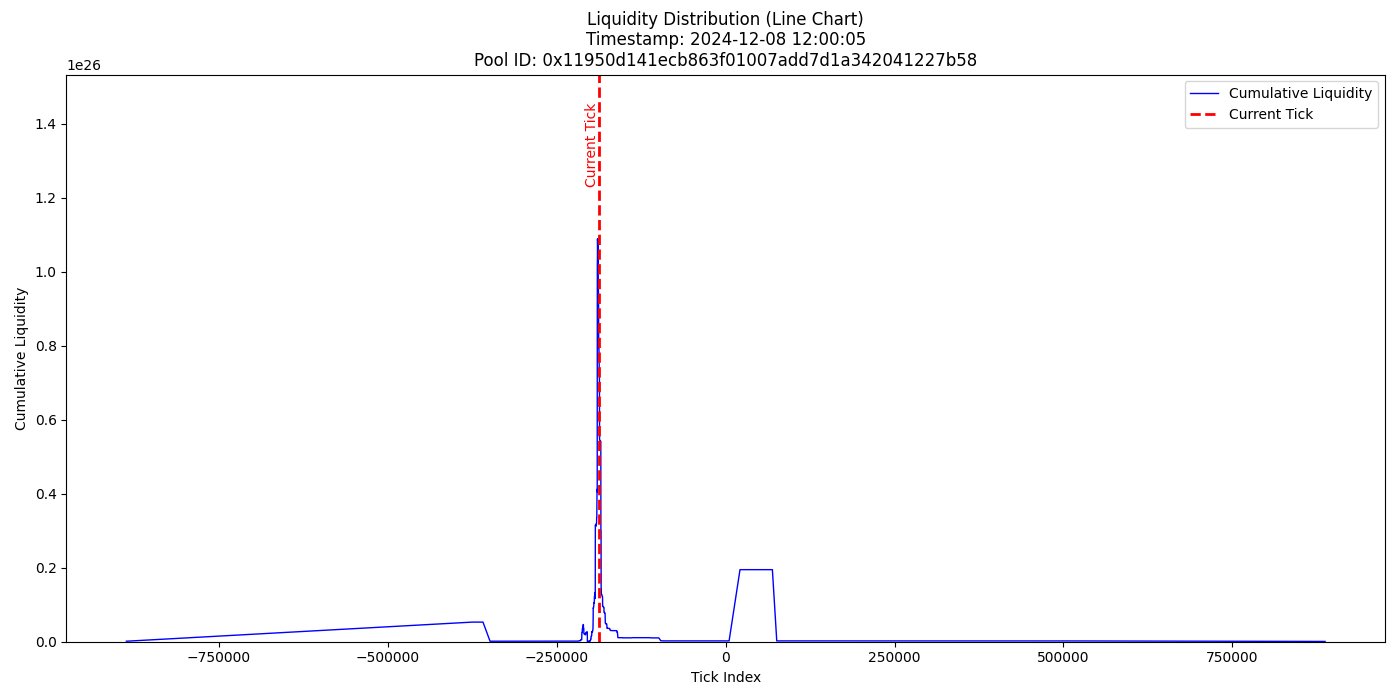 Liquidity Distribution (Line Chart)
Timestamp: 2024-12-08 12:00:05
Pool ID: 0x11950d141ecb863f01007add7d1a342041227b58
1e26
Cumulative Liquidity
Current Tick
Current Tick
1.4
1.2
1.0
0.8
0.6
0.4
0.2
0.0
Cumulative Liquidity
−750000
−500000
−250000
0
250000
500000
750000
Tick Index